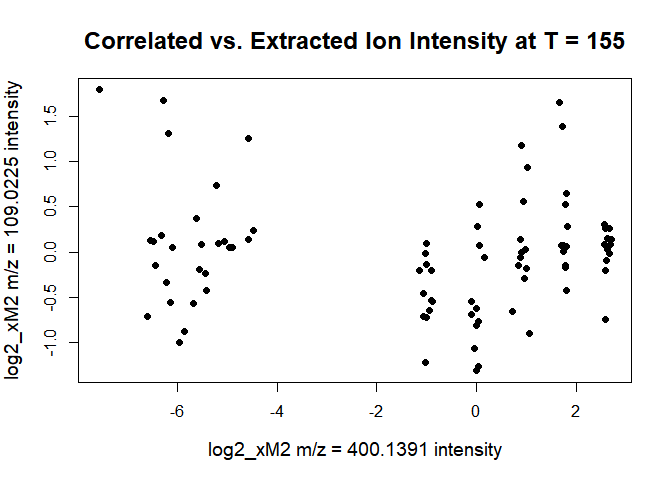 Correlated vs. Extracted Ion Intensity at T = 155
log2_xM2 m/z = 109.0225 intensity
1.5
1.0
0.5
0.0
-0.5
-1.0
-6 -4 -2 0 2
log2_xM2 m/z = 400.1391 intensity